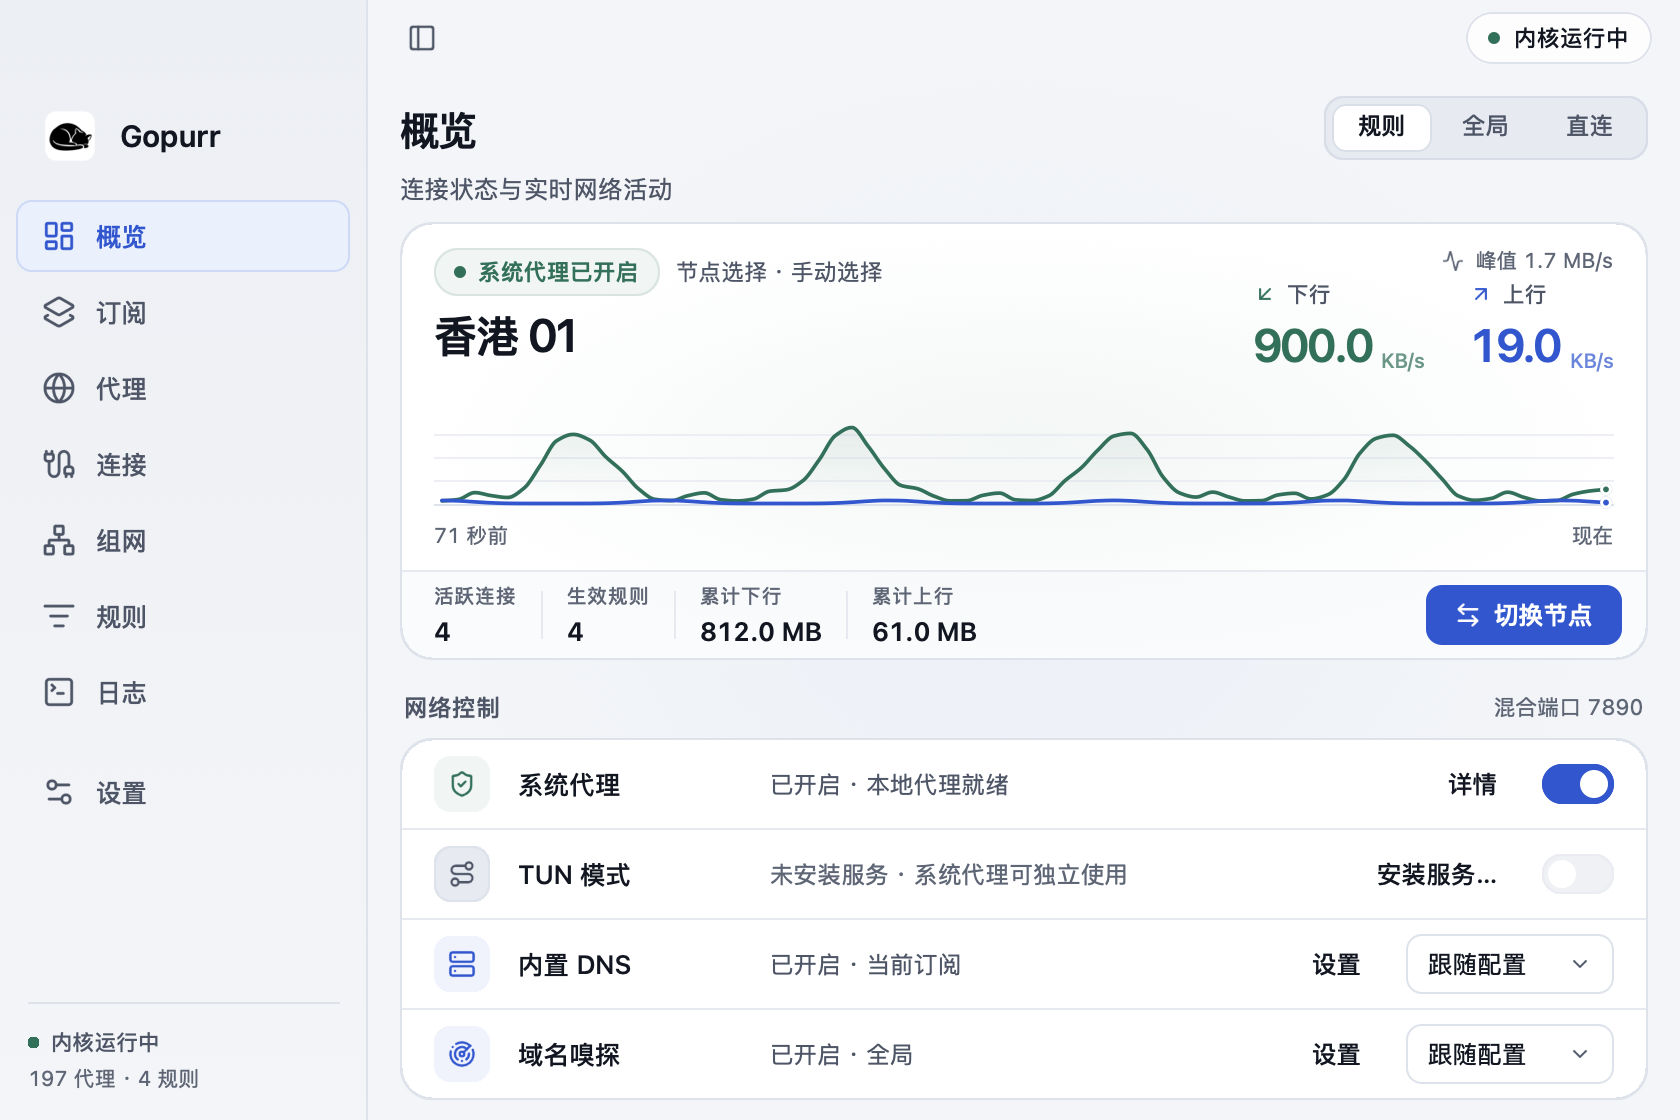 内核运行中
Gopurr
概览
订阅
代理
连接
组网
规则
日志
设置
内核运行中
197 代理 · 4 规则
概览
规则 全局 直连
连接状态与实时网络活动
系统代理已开启 节点选择 · 手动选择
峰值 1.7 MB/s
下行 上行
香港 01
900.0 KB/s 19.0 KB/s
71 秒前 现在
活跃连接 生效规则 累计下行 累计上行
4 4 812.0 MB 61.0 MB
切换节点
网络控制 混合端口 7890
系统代理 已开启 · 本地代理就绪 详情
TUN 模式 未安装服务 · 系统代理可独立使用 安装服务...
内置 DNS 已开启 · 当前订阅 设置 跟随配置
域名嗅探 已开启 · 全局 设置 跟随配置